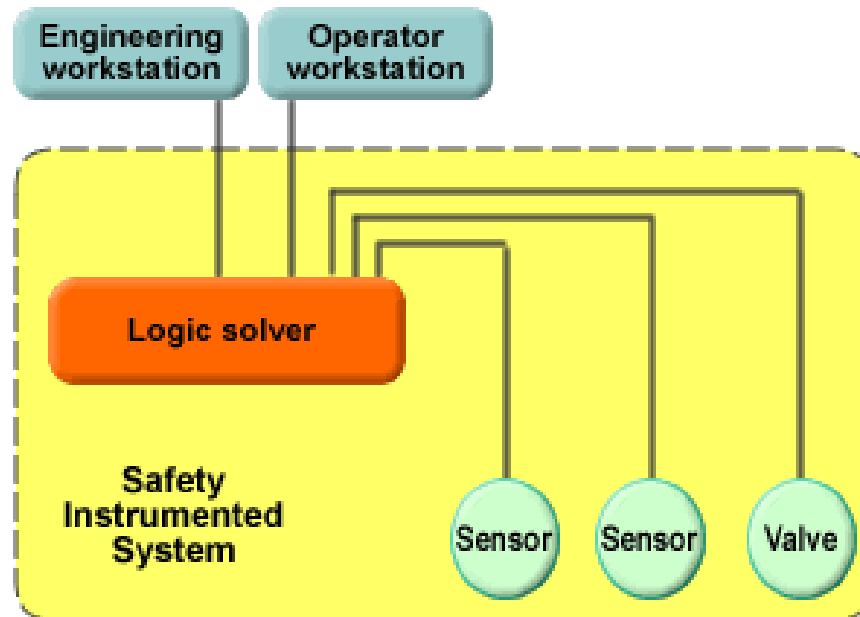 Engineering
workstation
Operator
workstation
Logic solver
Safety
Instrumented
System
Sensor
Sensor
Valve